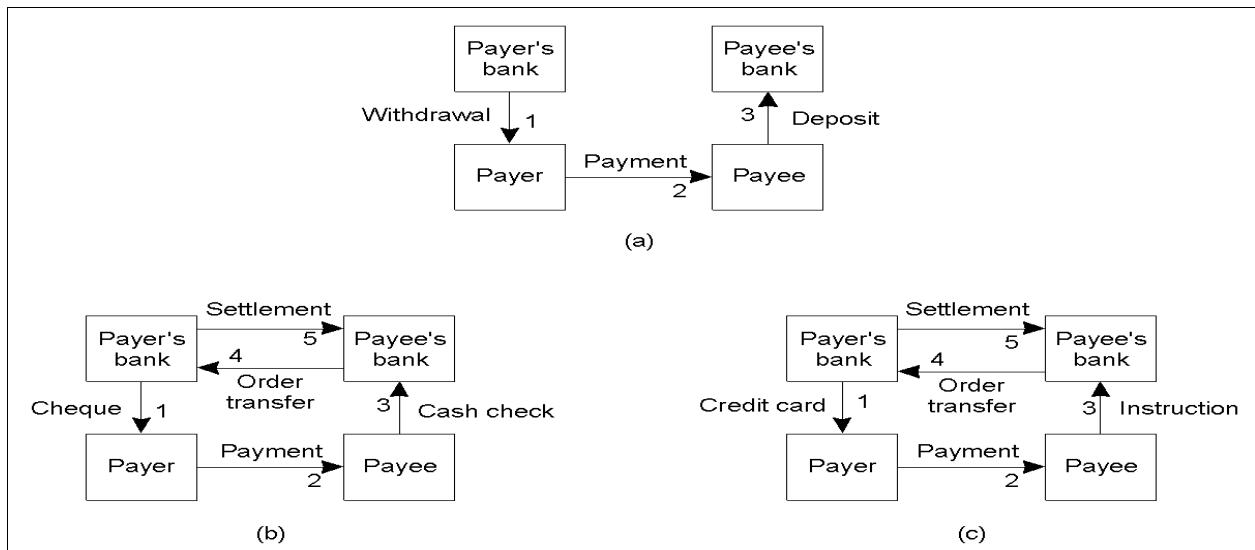 Payer's
bank
Payee's
bank
Withdrawal
1
3
Deposit
Payer
Payment
2
Payee
(a)
Payer's
bank
Settlement
5
4
Order
transfer
Payee's
bank
Cheque
1
3
Cash check
Payer
Payment
2
Payee
(b)
Payer's
bank
Settlement
5
4
Order
transfer
Payee's
bank
Credit card
1
3
Instruction
Payer
Payment
2
Payee
(c)